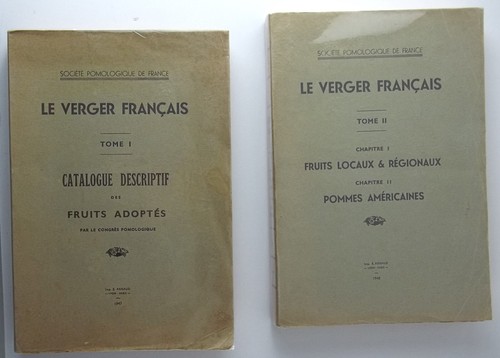 SOCIÉTÉ POMOLOGIQUE DE FRANCE
LE VERGER FRANÇAIS
TOME I
CATALOGUE DESCRIPTIF
DES
FRUITS ADOPTÉS
PAR LE CONGRÈS POMOLOGIQUE
SOCIÉTÉ POMOLOGIQUE DE FRANCE
LE VERGER FRANÇAIS
TOME II
CHAPITRE I
FRUITS LOCAUX & RÉGIONAUX
CHAPITRE II
POMMES AMÉRICAINES